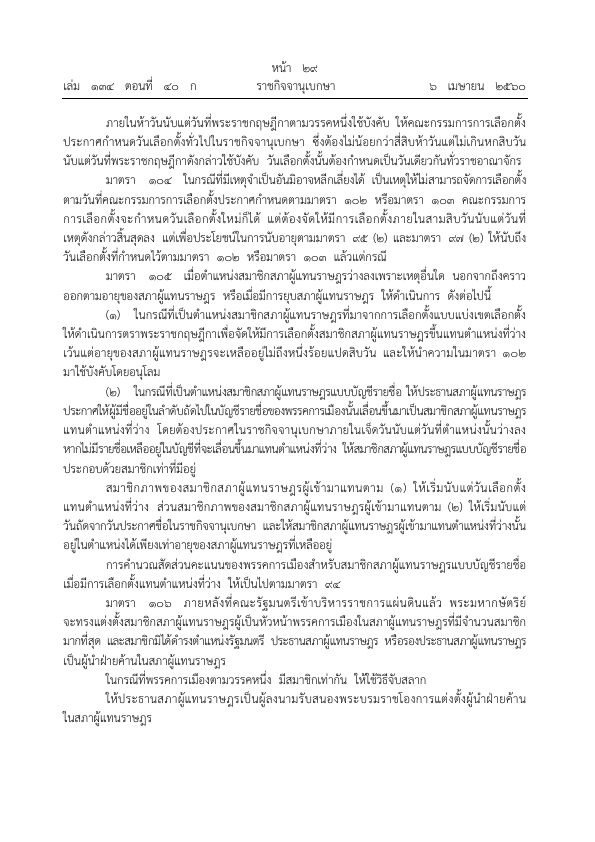 หน้า ๒๙
เล่ม ๑๓๔ ตอนที่ ๔๐ ก ราชกิจจานุเบกษา ๖ เมษายน ๒๕๖๐
ภายในห้าวันนับแต่วันที่พระราชกฤษฎีกาตามวรรคหนึ่งใช้บังคับ ให้คณะกรรมการการเลือกตั้ง
ประกาศกำหนดวันเลือกตั้งทั่วไปในราชกิจจานุเบกษา ซึ่งต้องไม่น้อยกว่าสี่สิบห้าวันแต่ไม่เกินหกสิบวัน
นับแต่วันที่พระราชกฤษฎีกาดังกล่าวใช้บังคับ วันเลือกตั้งนั้นต้องกำหนดเป็นวันเดียวกันทั่วราชอาณาจักร
มาตรา ๑๐๔ ในกรณีที่มีเหตุจำเป็นอันมิอาจหลีกเลี่ยงได้ เป็นเหตุให้ไม่สามารถจัดการเลือกตั้ง
ตามวันที่คณะกรรมการการเลือกตั้งประกาศกำหนดตามมาตรา ๑๐๒ หรือมาตรา ๑๐๓ คณะกรรมการ
การเลือกตั้งจะกำหนดวันเลือกตั้งใหม่ก็ได้ แต่ต้องจัดให้มีการเลือกตั้งภายในสามสิบวันนับแต่วันที่
เหตุดังกล่าวสิ้นสุดลง แต่เพื่อประโยชน์ในการนับอายุตามมาตรา ๙๕ (๒) และมาตรา ๙๗ (๒) ให้นับถึง
วันเลือกตั้งที่กำหนดไว้ตามมาตรา ๑๐๒ หรือมาตรา ๑๐๓ แล้วแต่กรณี
มาตรา ๑๐๕ เมื่อตำแหน่งสมาชิกสภาผู้แทนราษฎรว่างลงเพราะเหตุอื่นใด นอกจากถึงคราว
ออกตามอายุของสภาผู้แทนราษฎร หรือเมื่อมีการยุบสภาผู้แทนราษฎร ให้ดำเนินการ ดังต่อไปนี้
(๑) ในกรณีที่เป็นตำแหน่งสมาชิกสภาผู้แทนราษฎรที่มาจากการเลือกตั้งแบบแบ่งเขตเลือกตั้ง
ให้ดำเนินการตราพระราชกฤษฎีกาเพื่อจัดให้มีการเลือกตั้งสมาชิกสภาผู้แทนราษฎรขึ้นแทนตำแหน่งที่ว่าง
เว้นแต่อายุของสภาผู้แทนราษฎรจะเหลืออยู่ไม่ถึงหนึ่งร้อยแปดสิบวัน และให้นำความในมาตรา ๑๐๒
มาใช้บังคับโดยอนุโลม
(๒) ในกรณีที่เป็นตำแหน่งสมาชิกสภาผู้แทนราษฎรแบบบัญชีรายชื่อ ให้ประธานสภาผู้แทนราษฎร
ประกาศให้ผู้มีชื่ออยู่ในลำดับถัดไปในบัญชีรายชื่อของพรรคการเมืองนั้นเลื่อนขึ้นมาเป็นสมาชิกสภาผู้แทนราษฎร
แทนตำแหน่งที่ว่าง โดยต้องประกาศในราชกิจจานุเบกษาภายในเจ็ดวันนับแต่วันที่ตำแหน่งนั้นว่างลง
หากไม่มีรายชื่อเหลืออยู่ในบัญชีที่จะเลื่อนขึ้นมาแทนตำแหน่งที่ว่าง ให้สมาชิกสภาผู้แทนราษฎรแบบบัญชีรายชื่อ
ประกอบด้วยสมาชิกเท่าที่มีอยู่
สมาชิกภาพของสมาชิกสภาผู้แทนราษฎรผู้เข้ามาแทนตาม (๑) ให้เริ่มนับแต่วันเลือกตั้ง
แทนตำแหน่งที่ว่าง ส่วนสมาชิกภาพของสมาชิกสภาผู้แทนราษฎรผู้เข้ามาแทนตาม (๒) ให้เริ่มนับแต่
วันถัดจากวันประกาศชื่อในราชกิจจานุเบกษา และให้สมาชิกสภาผู้แทนราษฎรผู้เข้ามาแทนตำแหน่งที่ว่างนั้น
อยู่ในตำแหน่งได้เพียงเท่าอายุของสภาผู้แทนราษฎรที่เหลืออยู่
การคำนวณสัดส่วนคะแนนของพรรคการเมืองสำหรับสมาชิกสภาผู้แทนราษฎรแบบบัญชีรายชื่อ
เมื่อมีการเลือกตั้งแทนตำแหน่งที่ว่าง ให้เป็นไปตามมาตรา ๙๔
มาตรา ๑๐๖ ภายหลังที่คณะรัฐมนตรีเข้าบริหารราชการแผ่นดินแล้ว พระมหากษัตริย์
จะทรงแต่งตั้งสมาชิกสภาผู้แทนราษฎรผู้เป็นหัวหน้าพรรคการเมืองในสภาผู้แทนราษฎรที่มีจำนวนสมาชิก
มากที่สุด และสมาชิกมิได้ดำรงตำแหน่งรัฐมนตรี ประธานสภาผู้แทนราษฎร หรือรองประธานสภาผู้แทนราษฎร
เป็นผู้นำฝ่ายค้านในสภาผู้แทนราษฎร
ในกรณีที่พรรคการเมืองตามวรรคหนึ่ง มีสมาชิกเท่ากัน ให้ใช้วิธีจับสลาก
ให้ประธานสภาผู้แทนราษฎรเป็นผู้ลงนามรับสนองพระบรมราชโองการแต่งตั้งผู้นำฝ่ายค้าน
ในสภาผู้แทนราษฎร